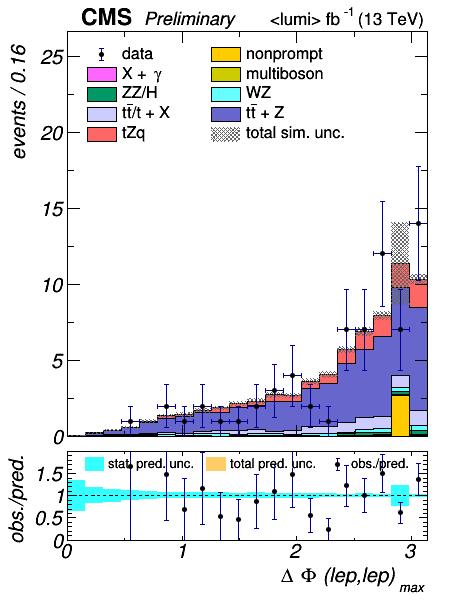 CMS Preliminary <lumi> fb⁻¹ (13 TeV)
events / 0.16
25
20
15
10
5
0
data
nonprompt
X + γ
multiboson
ZZ/H
WZ
tt̄/t + X
tt̄ + Z
tZq
total sim. unc.
obs./pred.
1.5
1
0.5
0
stat. pred. unc.
total pred. unc.
obs./pred.
0 1 2 3
Δ Φ (lep,lep) max